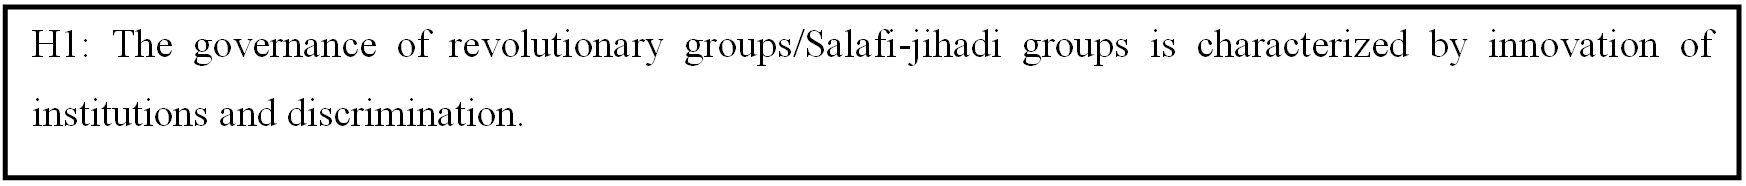 H1: The governance of revolutionary groups/Salafi-jihadi groups is characterized by innovation of
institutions and discrimination.